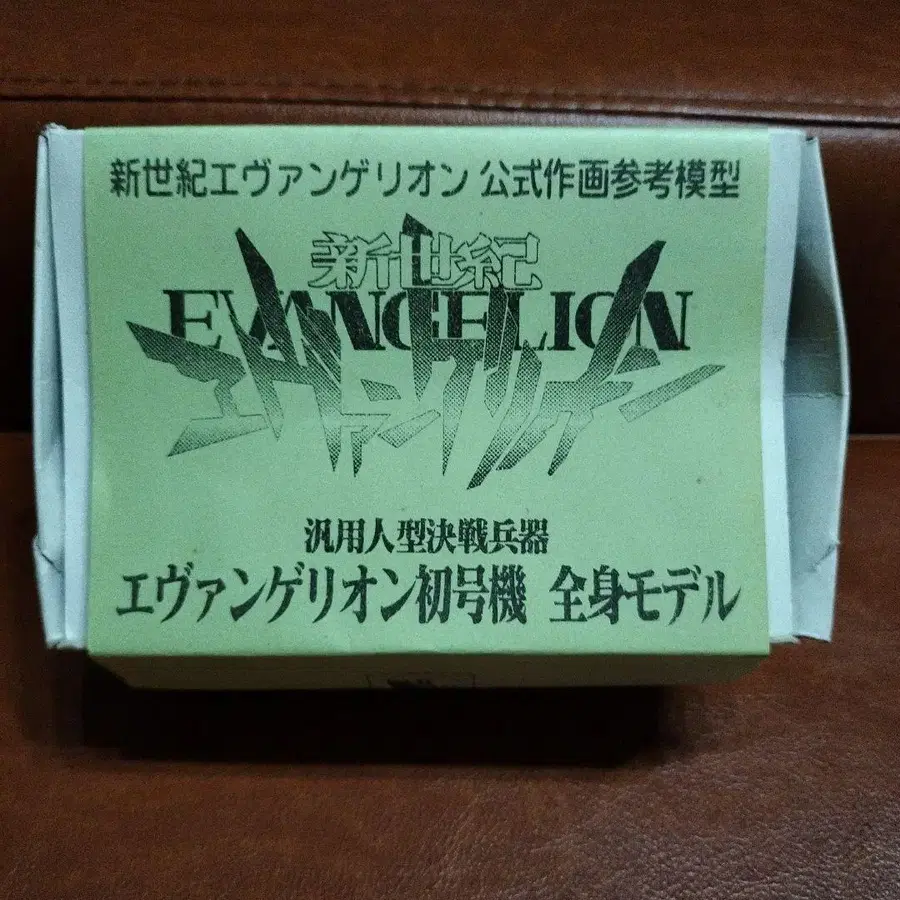 新世紀エヴァンゲリオン 公式作画参考模型
新世紀
EVANGELION
エヴァンゲリオン
汎用人型決戦兵器
エヴァンゲリオン初号機 全身モデル